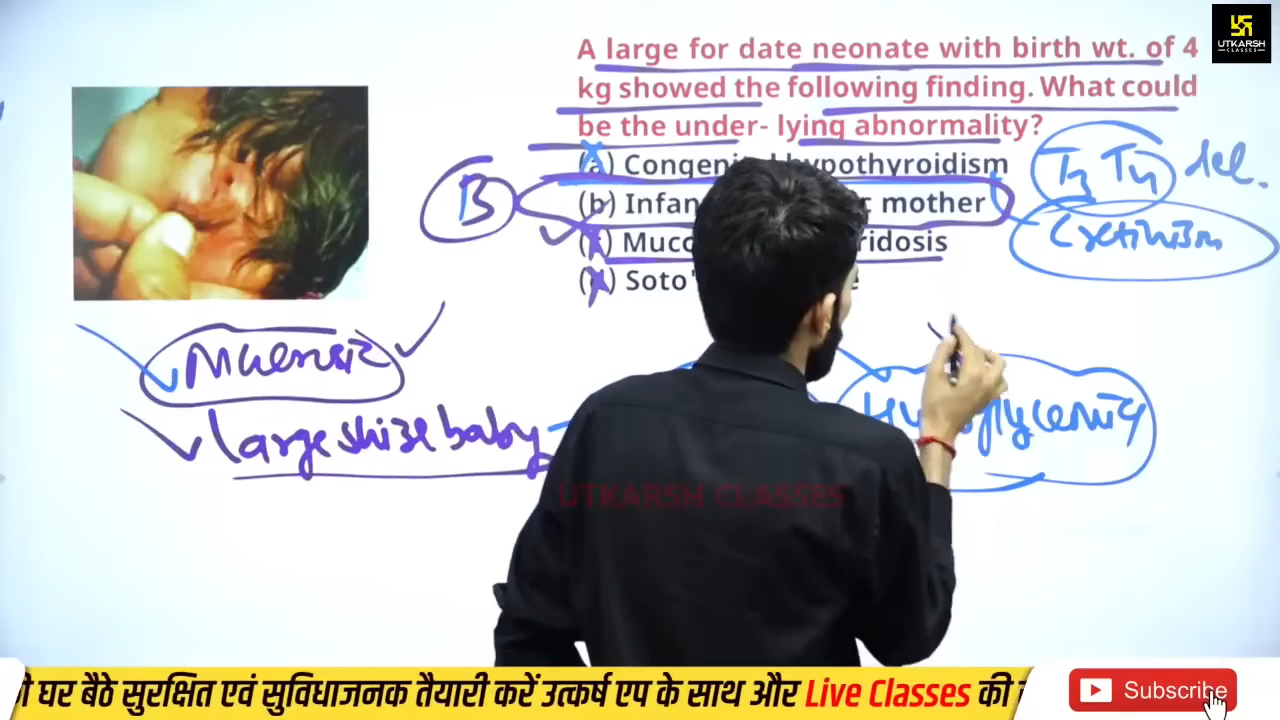 UTKARSH
CLASSES
A large for date neonate with birth wt. of 4
kg showed the following finding. What could
be the under- lying abnormality?
(a) Congeni hypothyroidism
(b) Infan mother
Muco ridosis
Soto'
B
T3 T4
Cretinism
large shize baby
UTKARSH CLASSES
घर बैठे सुरक्षित एवं सुविधाजनक तैयारी करें उत्कर्ष एप के साथ और Live Classes की
Subscribe